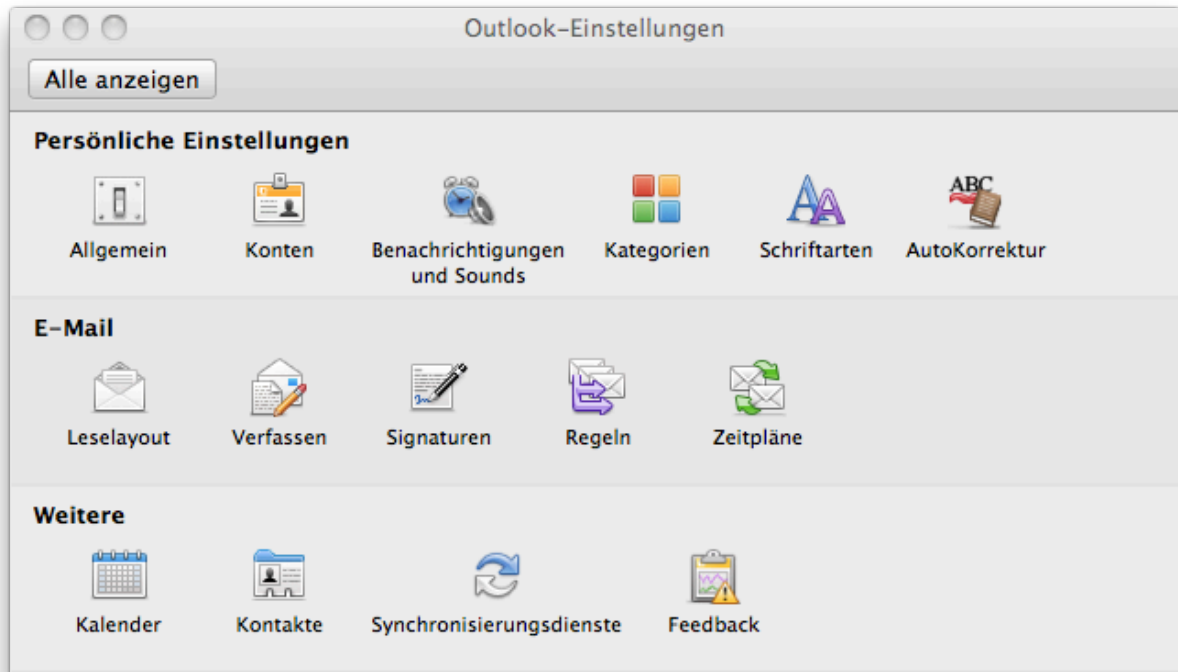 Outlook-Einstellungen
Alle anzeigen
Persönliche Einstellungen
Allgemein
Konten
Benachrichtigungen
und Sounds
Kategorien
Schriftarten
ABC
AutoKorrektur
E-Mail
Leselayout
Verfassen
Signaturen
Regeln
Zeitpläne
Weitere
Kalender
Kontakte
Synchronisierungsdienste
Feedback